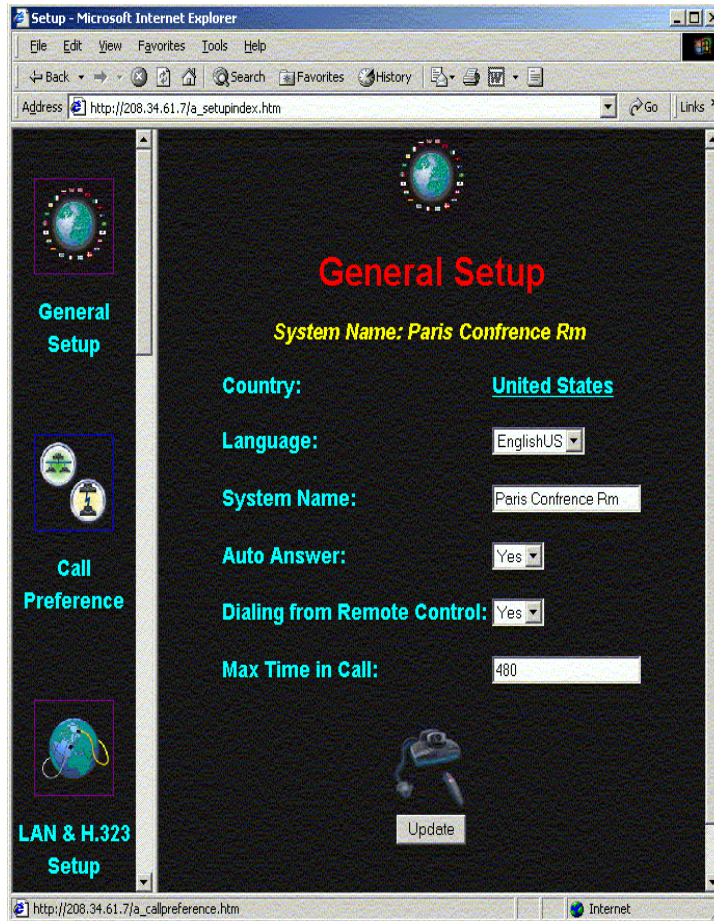 Setup - Microsoft Internet Explorer
File Edit View Favorites Tools Help
Back Search Favorites History
Address http://208.34.61.7/a_setupindex.htm Go Links
General Setup
System Name: Paris Confrence Rm
Country: United States
Language: EnglishUS
System Name: Paris Confrence Rm
Auto Answer: Yes
Dialing from Remote Control: Yes
Max Time in Call: 480
Update
General
Setup
Call
Preference
LAN & H.323
Setup
http://208.34.61.7/a_callpreference.htm Internet